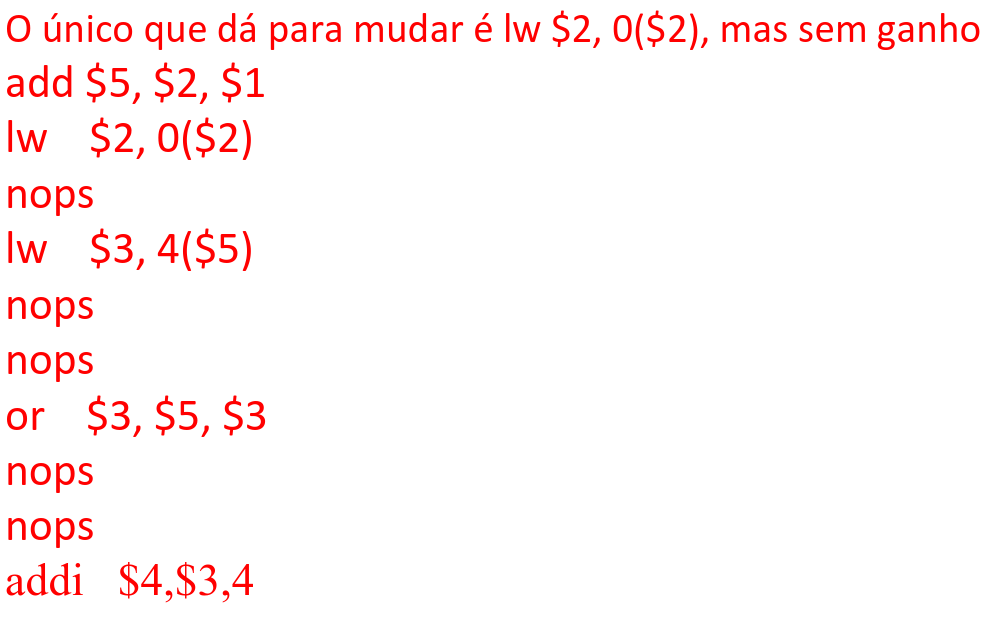 O único que dá para mudar é lw $2, 0($2), mas sem ganho
add $5, $2, $1
lw $2, 0($2)
nops
lw $3, 4($5)
nops
nops
or $3, $5, $3
nops
nops
addi $4,$3,4